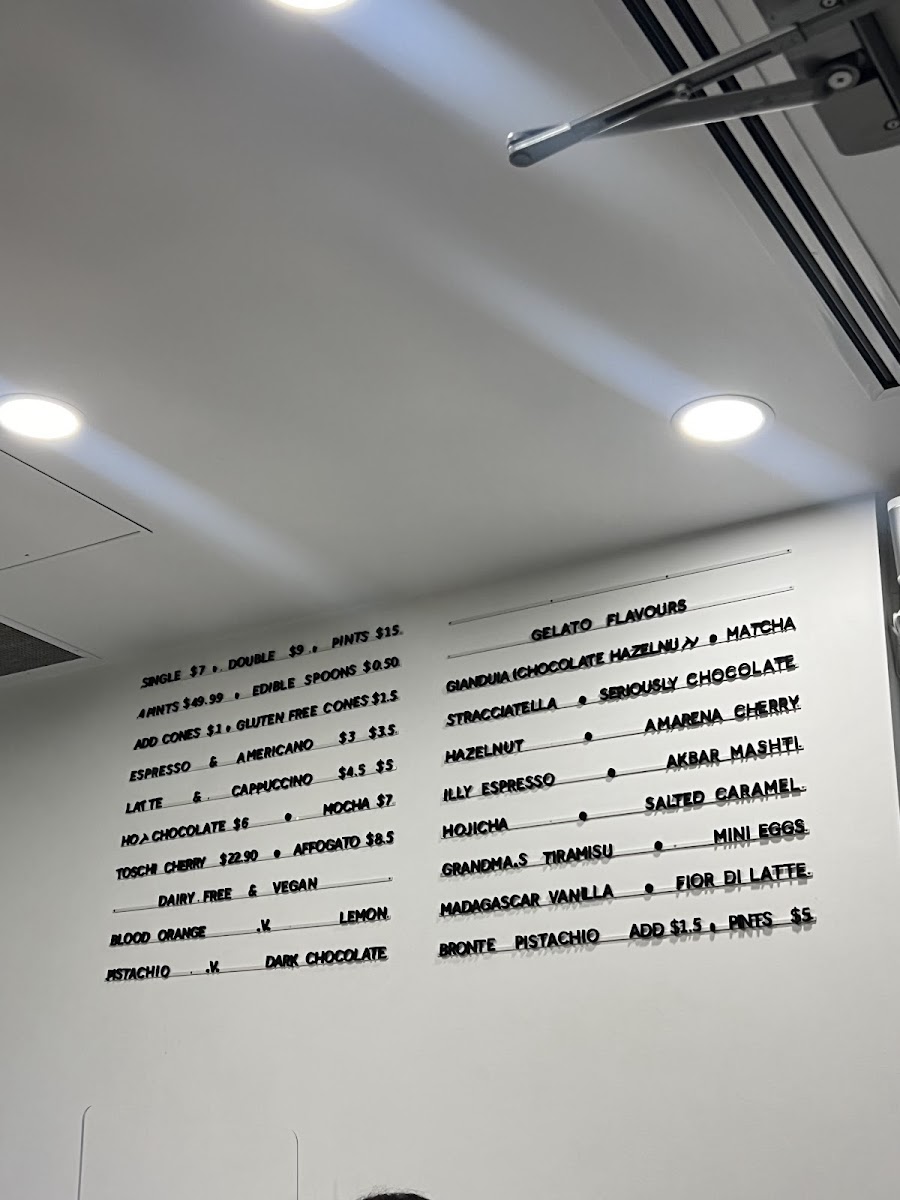 SINGLE $7 • DOUBLE $9 • PINTS $15
4 PINTS $49.99 • EDIBLE SPOONS $0.50
ADD CONES $1 • GLUTEN FREE CONES $1.5
ESPRESSO & AMERICANO $3 $3.5
LATTE & CAPPUCCINO $4.5 $5
HOT CHOCOLATE $6 • MOCHA $7
TOSCHI CHERRY $22.90 • AFFOGATO $8.5
DAIRY FREE & VEGAN
BLOOD ORANGE .V. LEMON
PISTACHIO .V. DARK CHOCOLATE
GELATO FLAVOURS
GIANDUIA (CHOCOLATE HAZELNUT) • MATCHA
STRACCIATELLA • SERIOUSLY CHOCOLATE
HAZELNUT • AMARENA CHERRY
ILLY ESPRESSO • AKBAR MASHTI
HOJICHA • SALTED CARAMEL
GRANDMA.S TIRAMISU • MINI EGGS
MADAGASCAR VANILLA • FIOR DI LATTE
BRONTE PISTACHIO ADD $1.5 • PINTS $5